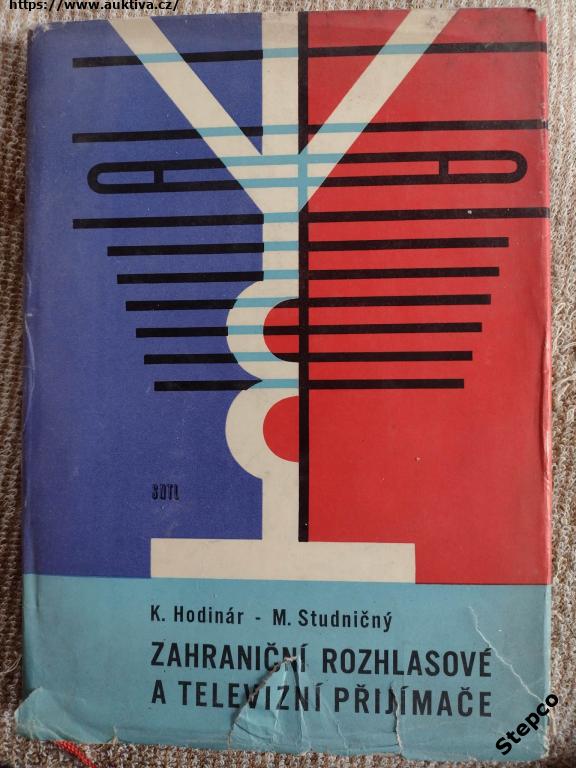 https://www.auktiva.cz/
SNTL
K. Hodinár - M. Studničný
ZAHRANIČNÍ ROZHLASOVÉ
A TELEVIZNÍ PŘIJÍMAČE
Stepco